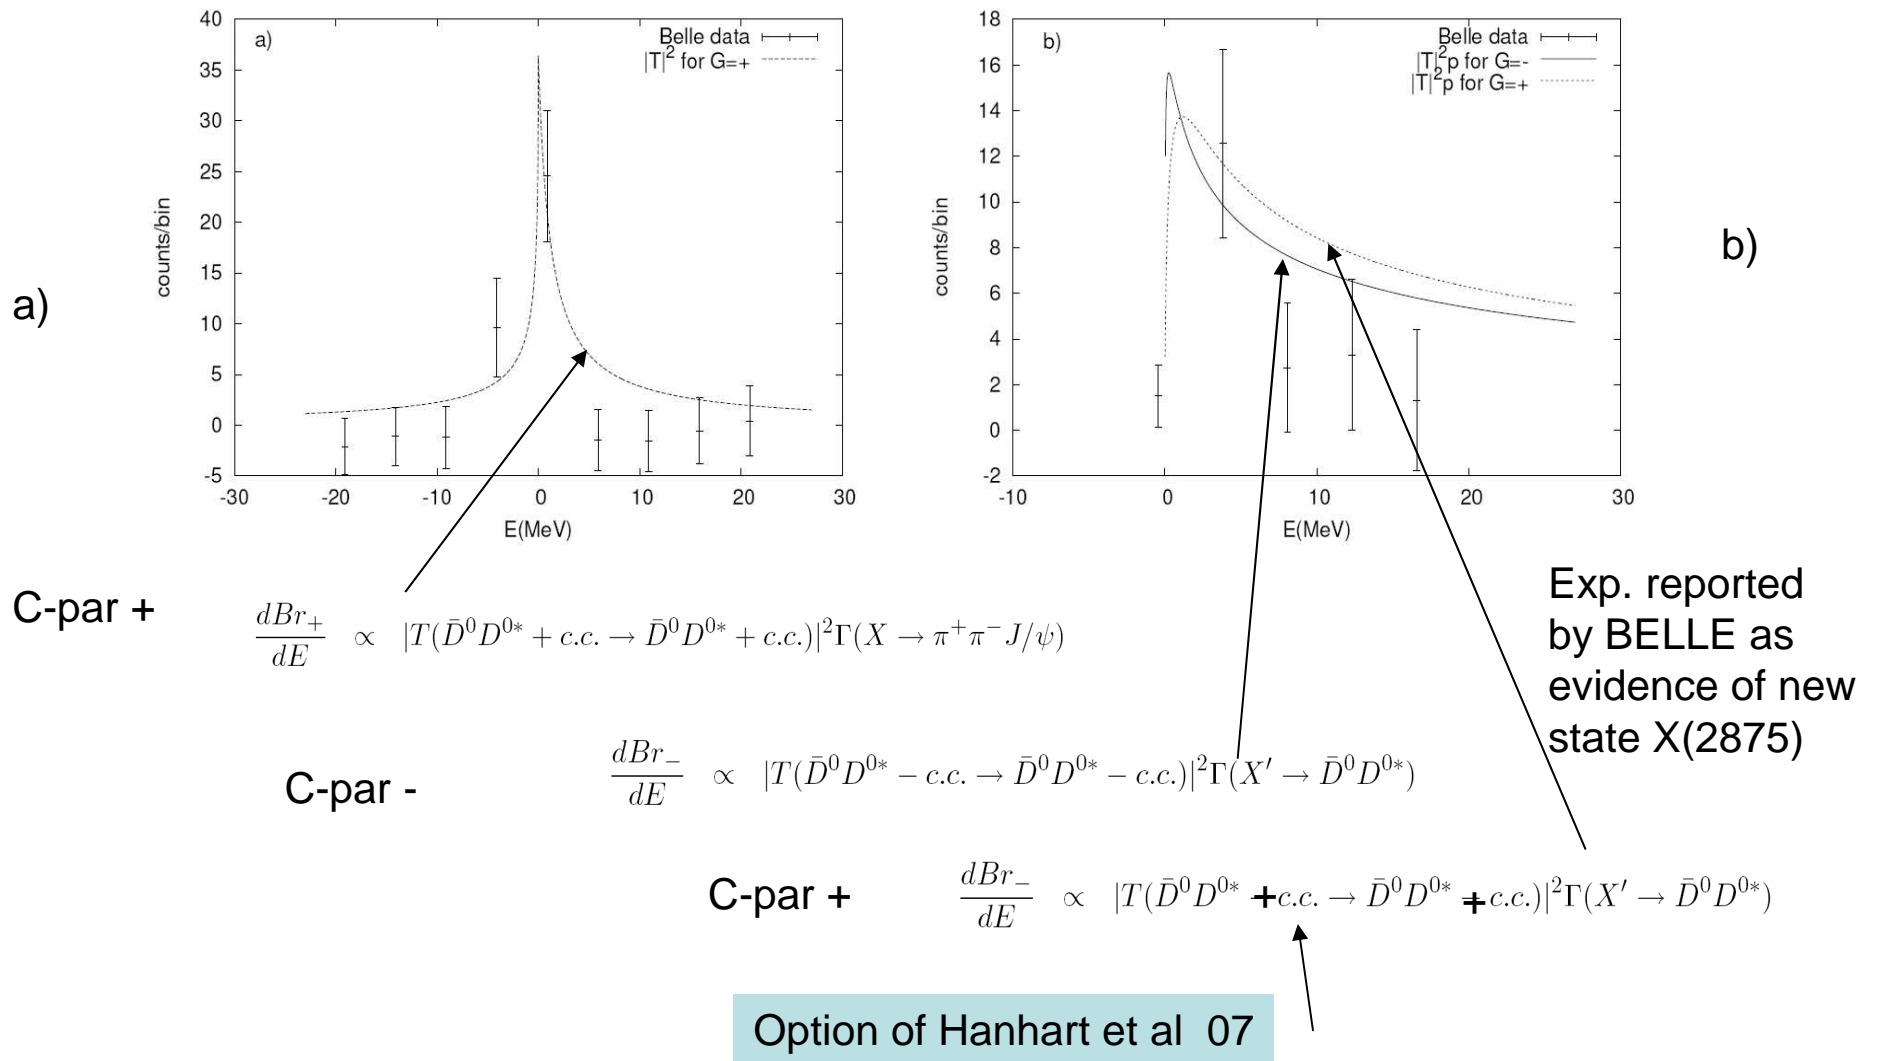 a)
Belle data
|T|² for G=+
40
35
30
25
20
15
10
5
0
-5
counts/bin
-30
-20
-10
0
10
20
30
E(MeV)
b)
Belle data
|T|²p for G=-
|T|²p for G=+
18
16
14
12
10
8
6
4
2
0
-2
counts/bin
-10
0
10
20
30
E(MeV)
a)
b)
C-par +
dBr₊/dE ∝ |T(D̄⁰D⁰* + c.c. → D̄⁰D⁰* + c.c.)|²Γ(X → π⁺π⁻J/ψ)
Exp. reported
by BELLE as
evidence of new
state X(2875)
C-par -
dBr₋/dE ∝ |T(D̄⁰D⁰* − c.c. → D̄⁰D⁰* − c.c.)|²Γ(X′ → D̄⁰D⁰*)
C-par +
dBr₋/dE ∝ |T(D̄⁰D⁰* + c.c. → D̄⁰D⁰* + c.c.)|²Γ(X′ → D̄⁰D⁰*)
Option of Hanhart et al 07